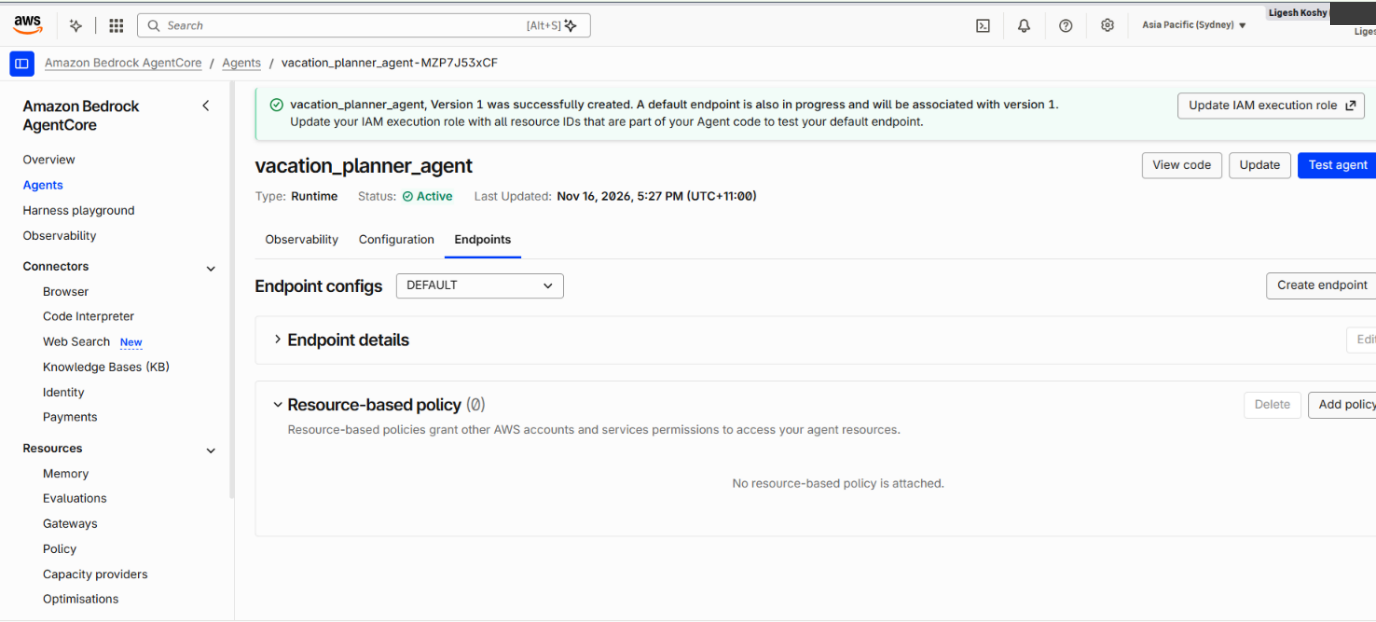 aws
Search [Alt+S]
Asia Pacific (Sydney)
Ligesh Koshy
Amazon Bedrock AgentCore / Agents / vacation_planner_agent-MZP7J53xCF
Amazon Bedrock
AgentCore
Overview
Agents
Harness playground
Observability
Connectors
Browser
Code Interpreter
Web Search New
Knowledge Bases (KB)
Identity
Payments
Resources
Memory
Evaluations
Gateways
Policy
Capacity providers
Optimisations
vacation_planner_agent, Version 1 was successfully created. A default endpoint is also in progress and will be associated with version 1.
Update your IAM execution role with all resource IDs that are part of your Agent code to test your default endpoint.
Update IAM execution role
vacation_planner_agent
View code Update Test agent
Type: Runtime Status: Active Last Updated: Nov 16, 2026, 5:27 PM (UTC+11:00)
Observability Configuration Endpoints
Endpoint configs DEFAULT Create endpoint
Endpoint details
Resource-based policy (0) Delete Add policy
Resource-based policies grant other AWS accounts and services permissions to access your agent resources.
No resource-based policy is attached.